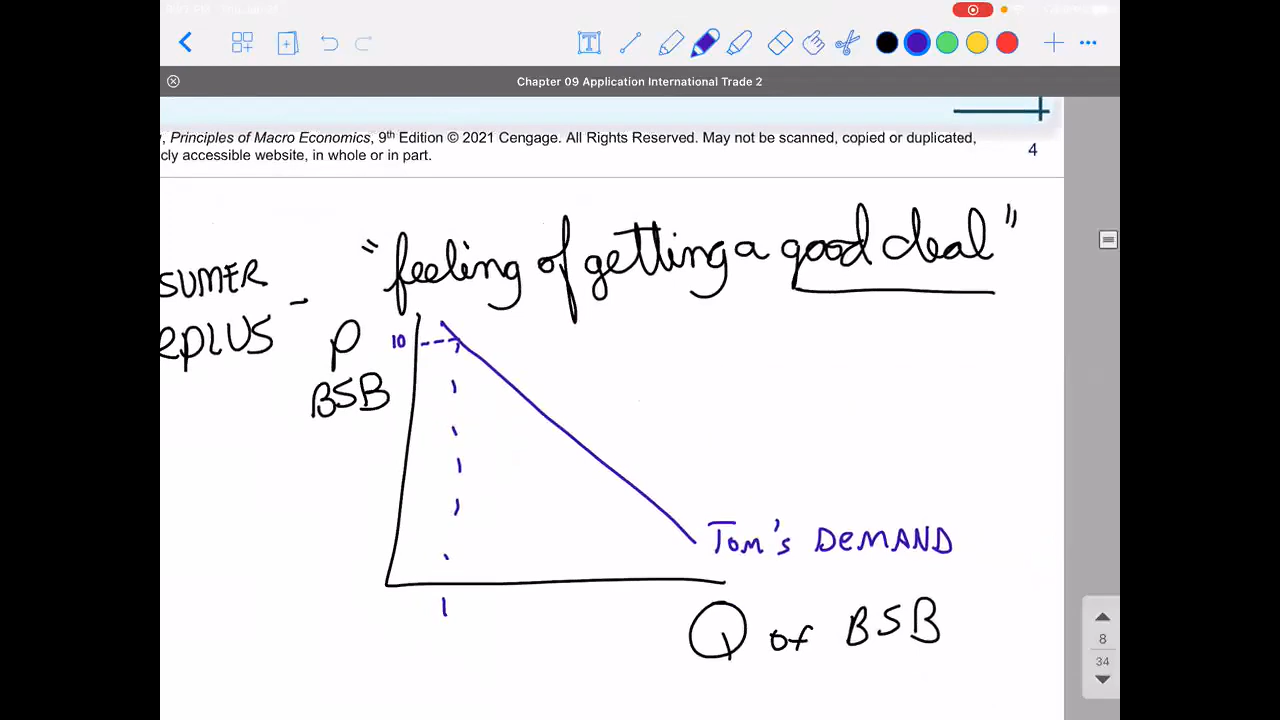 Chapter 09 Application International Trade 2
, Principles of Macro Economics, 9th Edition © 2021 Cengage. All Rights Reserved. May not be scanned, copied or duplicated,
cly accessible website, in whole or in part.
4
"feeling of getting a good deal"
SUMER
PLUS -
P
BSB
10
Tom's DEMAND
1
Q of BSB
8
34